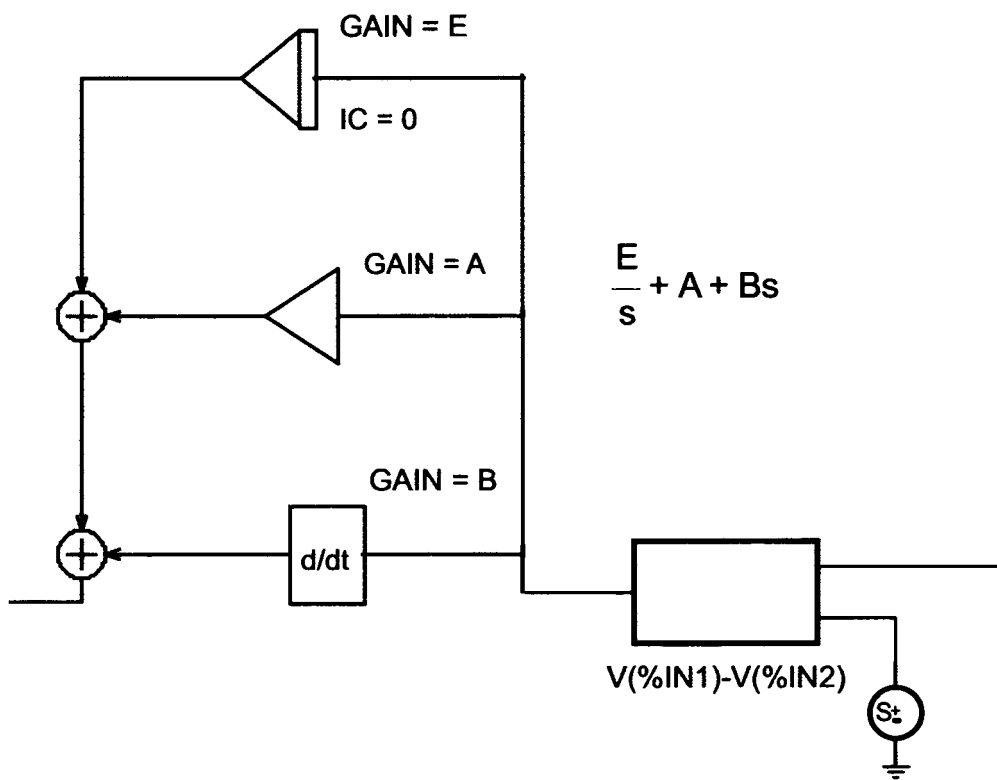 GAIN = E
IC = 0
GAIN = A
E
s
+ A + Bs
GAIN = B
d/dt
V(%IN1)-V(%IN2)
S±